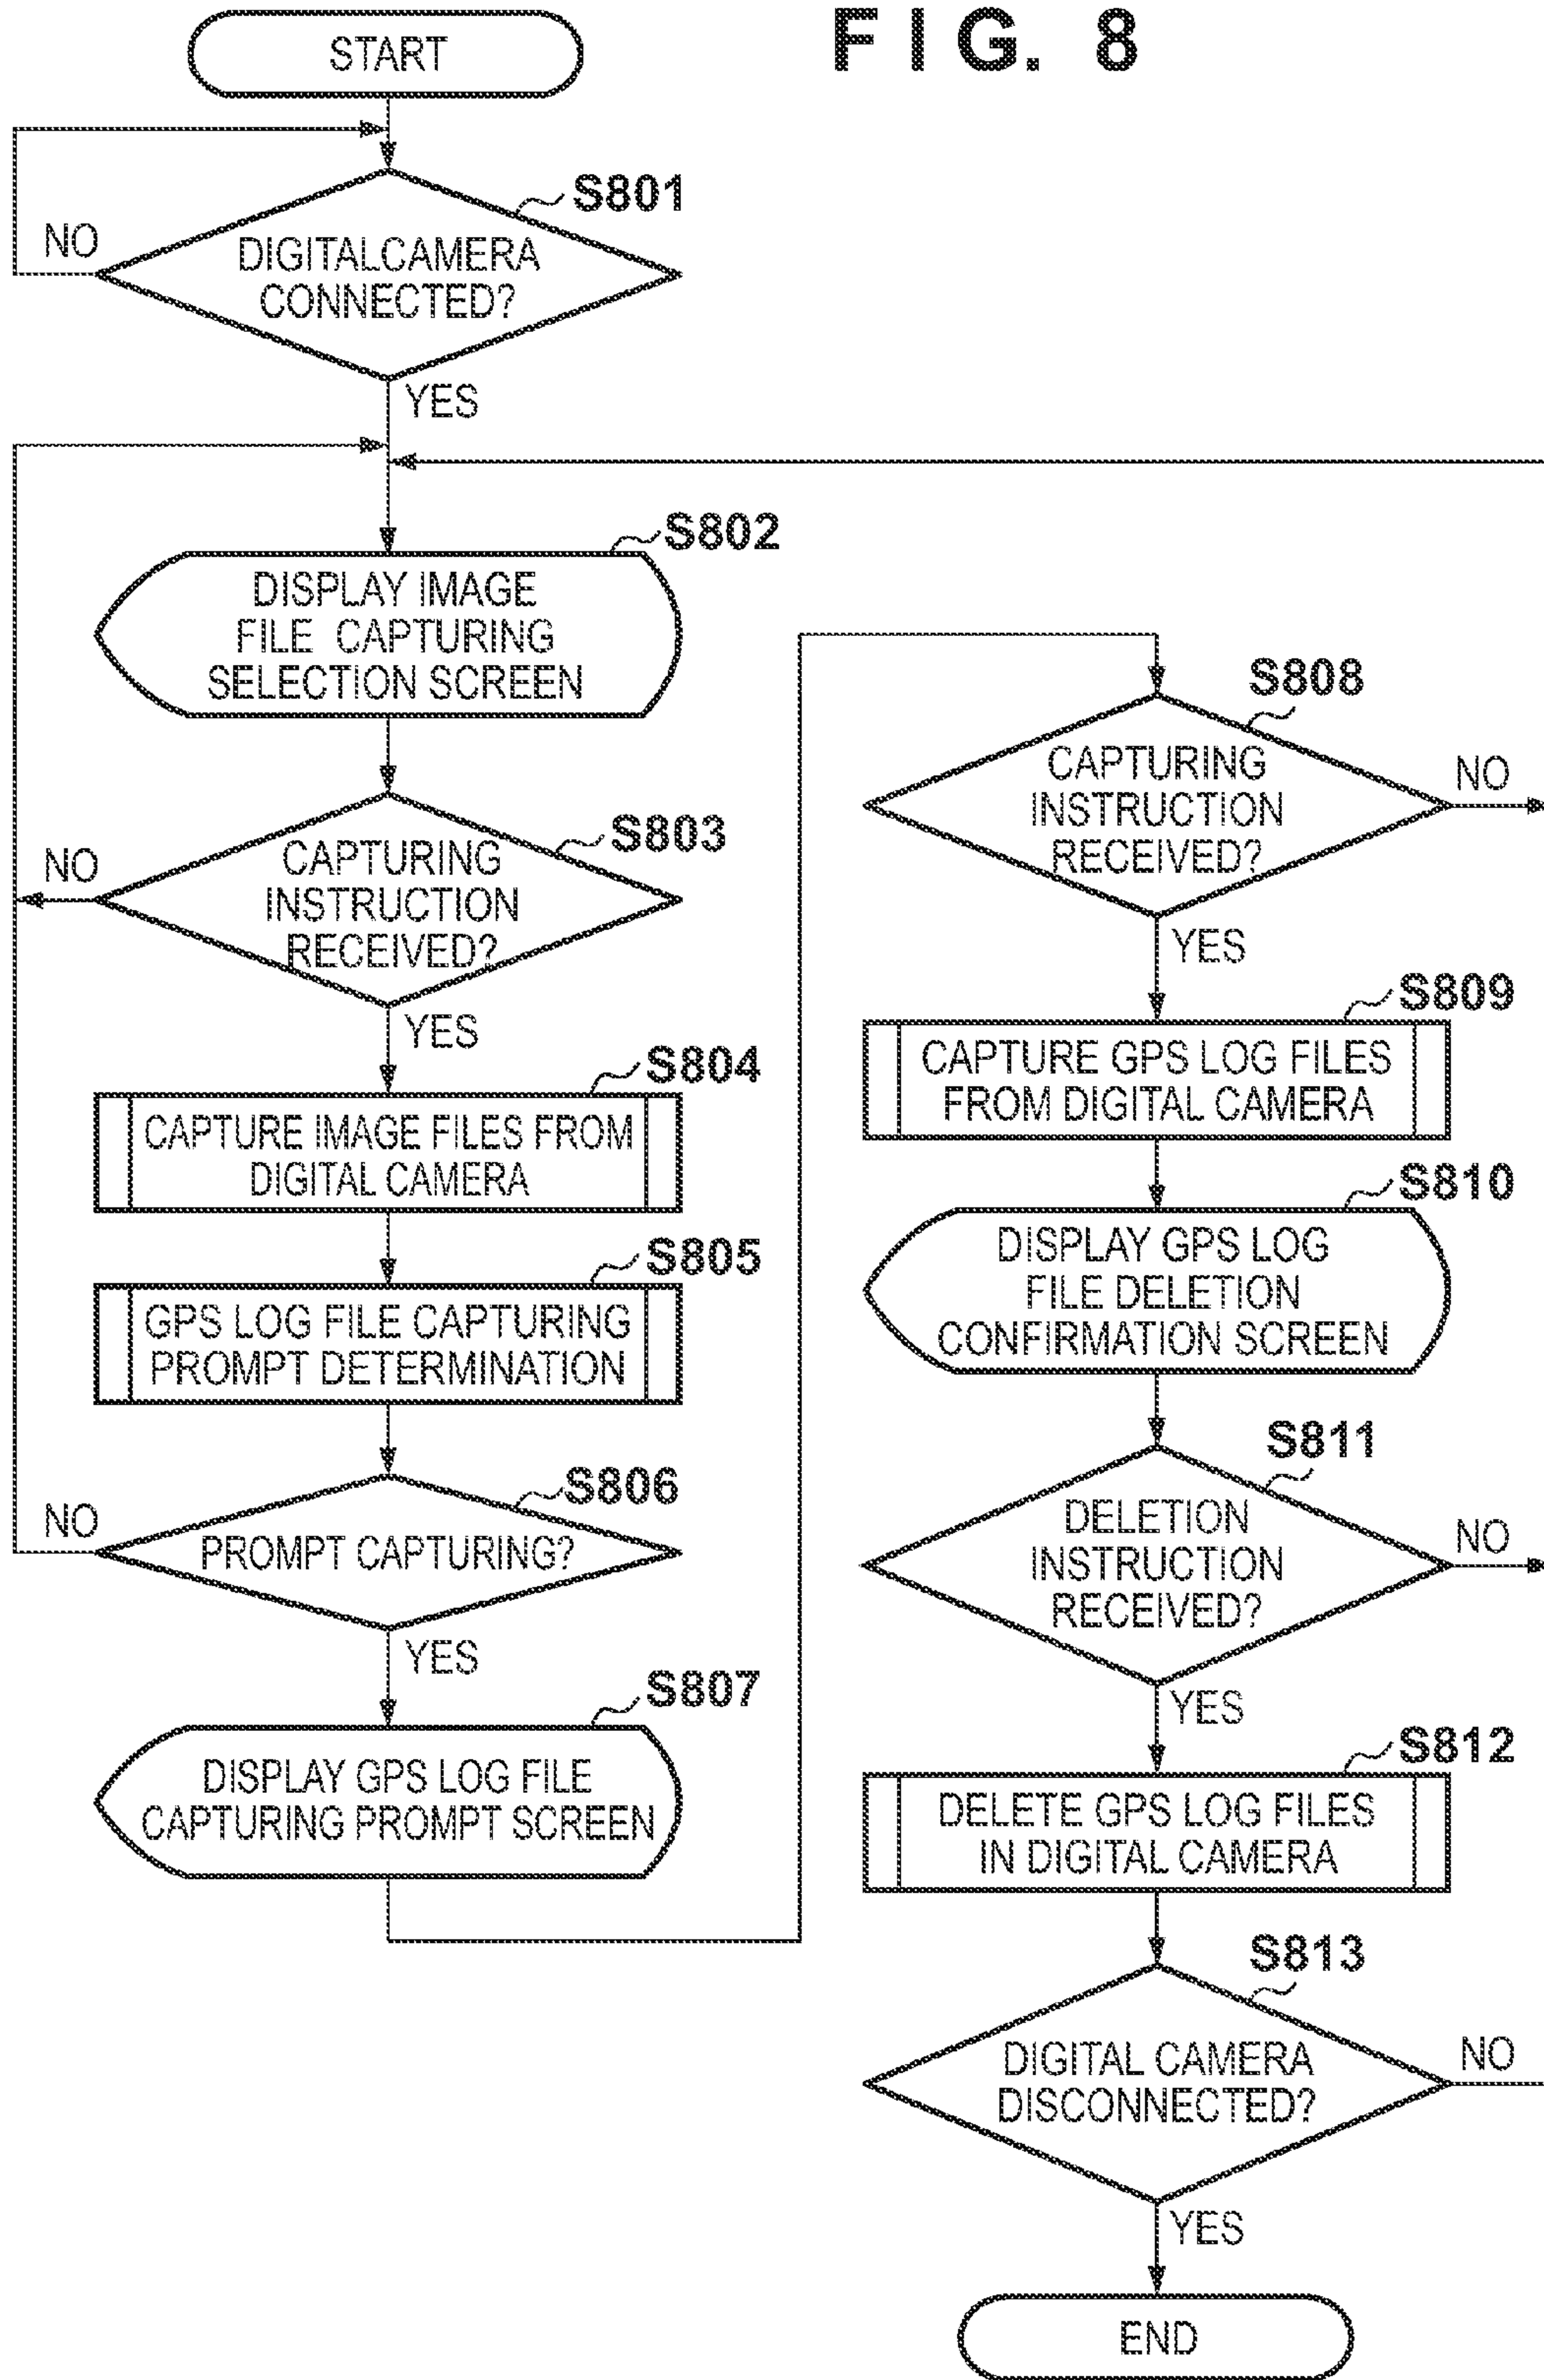 FIG. 8
START
S801
NO
DIGITALCAMERA
CONNECTED?
YES
S802
DISPLAY IMAGE
FILE CAPTURING
SELECTION SCREEN
S803
NO
CAPTURING
INSTRUCTION
RECEIVED?
YES
S804
CAPTURE IMAGE FILES FROM
DIGITAL CAMERA
S805
GPS LOG FILE CAPTURING
PROMPT DETERMINATION
S806
NO
PROMPT CAPTURING?
YES
S807
DISPLAY GPS LOG FILE
CAPTURING PROMPT SCREEN
S808
CAPTURING
INSTRUCTION
RECEIVED?
NO
YES
S809
CAPTURE GPS LOG FILES
FROM DIGITAL CAMERA
S810
DISPLAY GPS LOG
FILE DELETION
CONFIRMATION SCREEN
S811
DELETION
INSTRUCTION
RECEIVED?
NO
YES
S812
DELETE GPS LOG FILES
IN DIGITAL CAMERA
S813
DIGITAL CAMERA
DISCONNECTED?
NO
YES
END